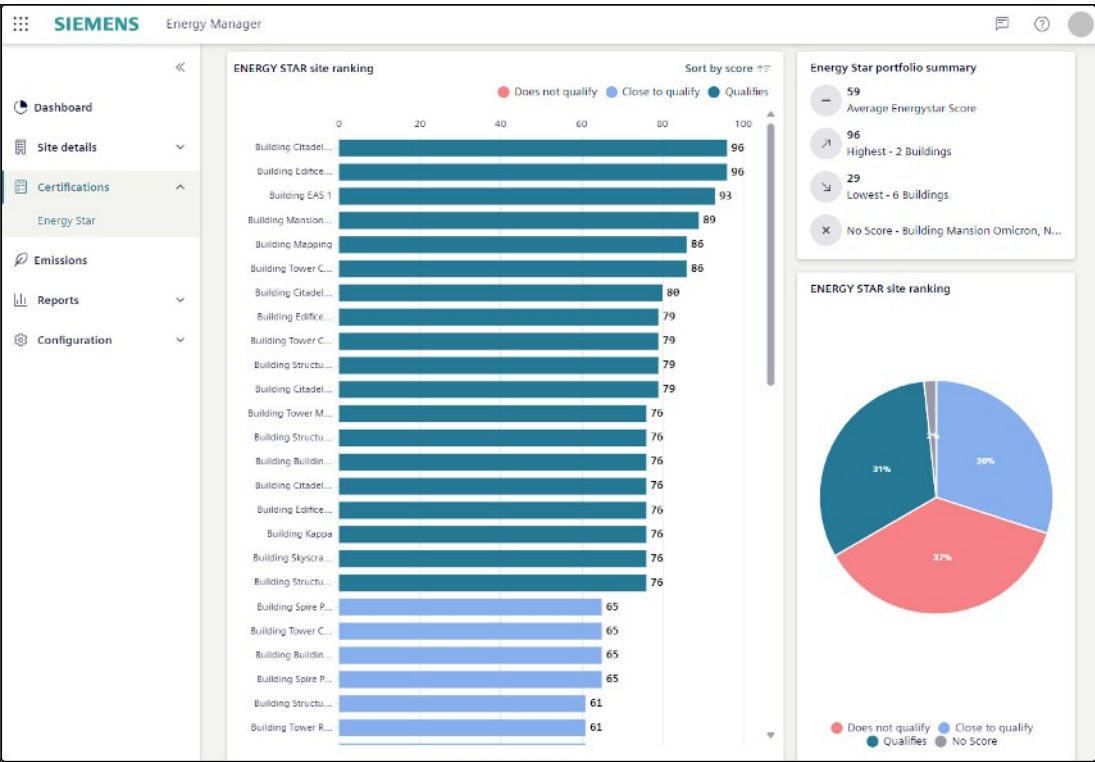 SIEMENS Energy Manager
Dashboard
Site details
Certifications
Energy Star
Emissions
Reports
Configuration
ENERGY STAR site ranking
Sort by score
Does not qualify Close to qualify Qualifies
0 20 40 60 80 100
Building Citadel... 96
Building Edifice... 96
Building EAS 1 93
Building Mansion... 89
Building Mapping 86
Building Tower C... 86
Building Citadel... 80
Building Edifice... 79
Building Tower C... 79
Building Structu... 79
Building Citadel... 79
Building Tower M... 76
Building Structu... 76
Building Buildin... 76
Building Citadel... 76
Building Edifice... 76
Building Kappa 76
Building Skyscra... 76
Building Structu... 76
Building Spire P... 65
Building Tower C... 65
Building Buildin... 65
Building Spire P... 65
Building Structu... 61
Building Tower R... 61
Energy Star portfolio summary
59
Average Energystar Score
96
Highest - 2 Buildings
29
Lowest - 6 Buildings
No Score - Building Mansion Omicron, N...
ENERGY STAR site ranking
2%
31%
30%
37%
Does not qualify Close to qualify
Qualifies No Score